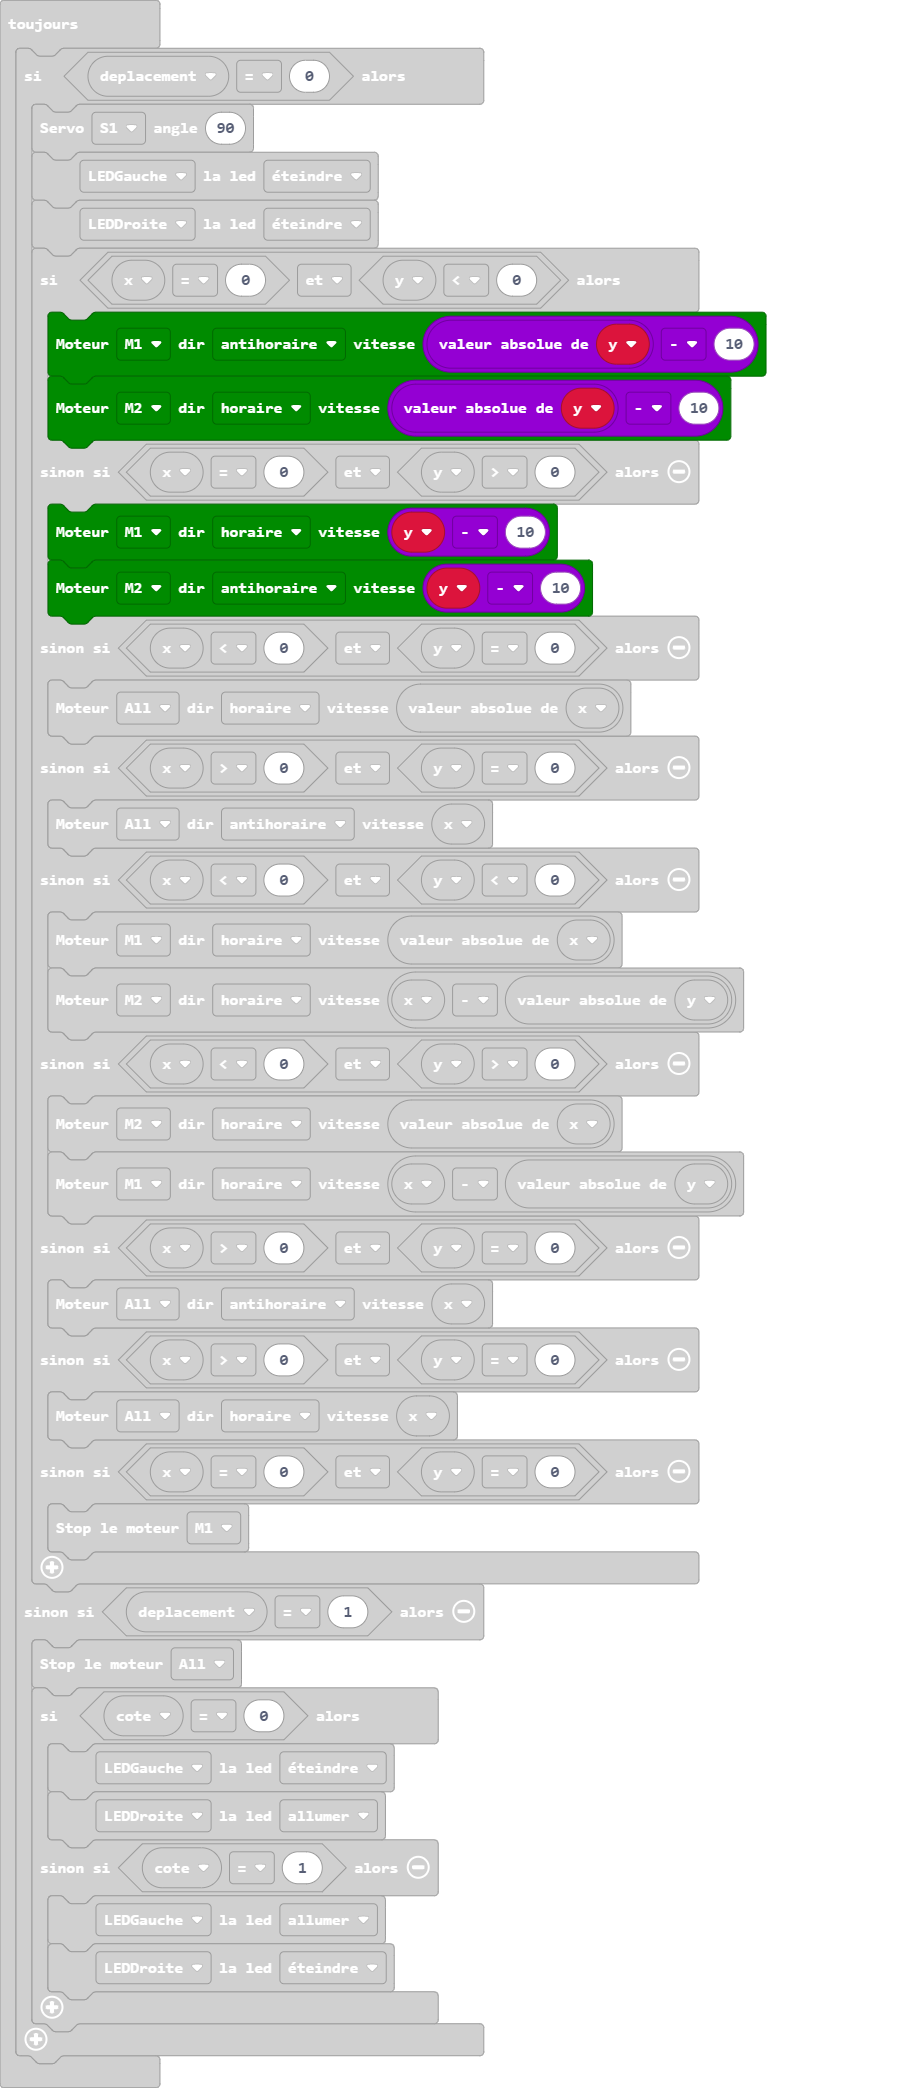 toujours
si deplacement = 0 alors
Servo S1 angle 90
LEDGauche la led éteindre
LEDDroite la led éteindre
si x = 0 et y < 0 alors
Moteur M1 dir antihoraire vitesse valeur absolue de y - 10
Moteur M2 dir horaire vitesse valeur absolue de y - 10
sinon si x = 0 et y > 0 alors
Moteur M1 dir horaire vitesse y - 10
Moteur M2 dir antihoraire vitesse y - 10
sinon si x < 0 et y = 0 alors
Moteur All dir horaire vitesse valeur absolue de x
sinon si x > 0 et y = 0 alors
Moteur All dir antihoraire vitesse x
sinon si x < 0 et y < 0 alors
Moteur M1 dir horaire vitesse valeur absolue de x
Moteur M2 dir horaire vitesse x - valeur absolue de y
sinon si x < 0 et y > 0 alors
Moteur M2 dir horaire vitesse valeur absolue de x
Moteur M1 dir horaire vitesse x - valeur absolue de y
sinon si x > 0 et y = 0 alors
Moteur All dir antihoraire vitesse x
sinon si x > 0 et y = 0 alors
Moteur All dir horaire vitesse x
sinon si x = 0 et y = 0 alors
Stop le moteur M1
sinon si deplacement = 1 alors
Stop le moteur All
si cote = 0 alors
LEDGauche la led éteindre
LEDDroite la led allumer
sinon si cote = 1 alors
LEDGauche la led allumer
LEDDroite la led éteindre